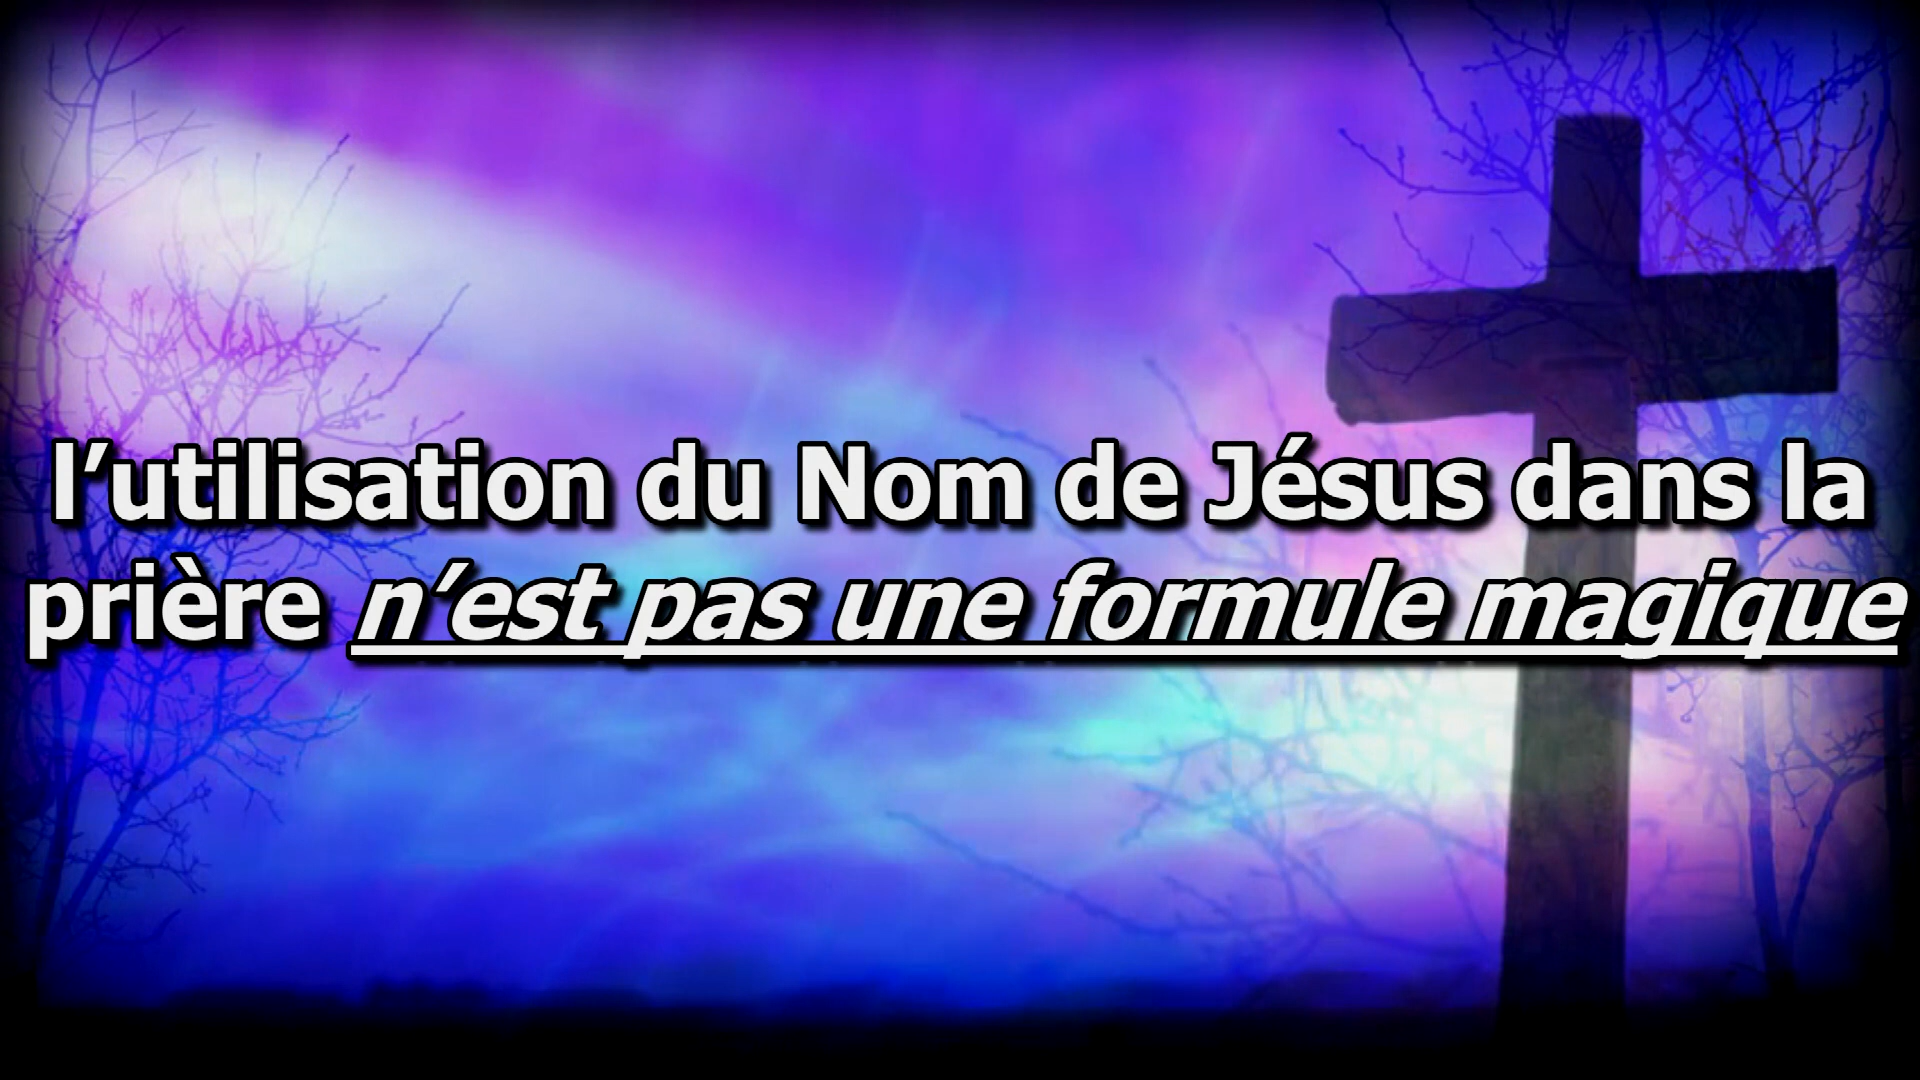 l’utilisation du Nom de Jésus dans la
prière n’est pas une formule magique